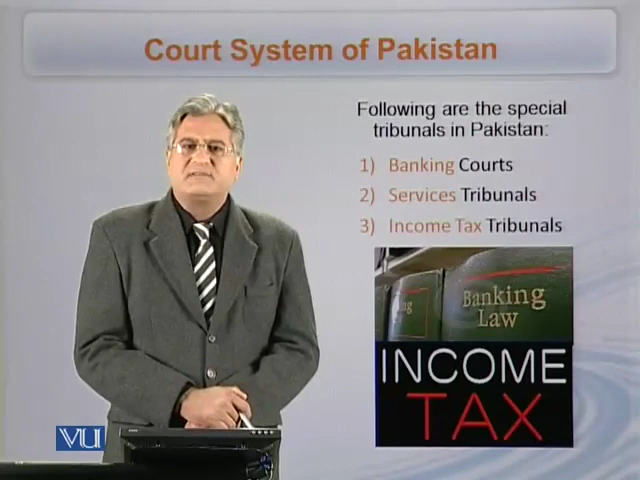 Court System of Pakistan
Following are the special
tribunals in Pakistan:
1) Banking Courts
2) Services Tribunals
3) Income Tax Tribunals
ng
Banking
Law
INCOME
TAX
VU